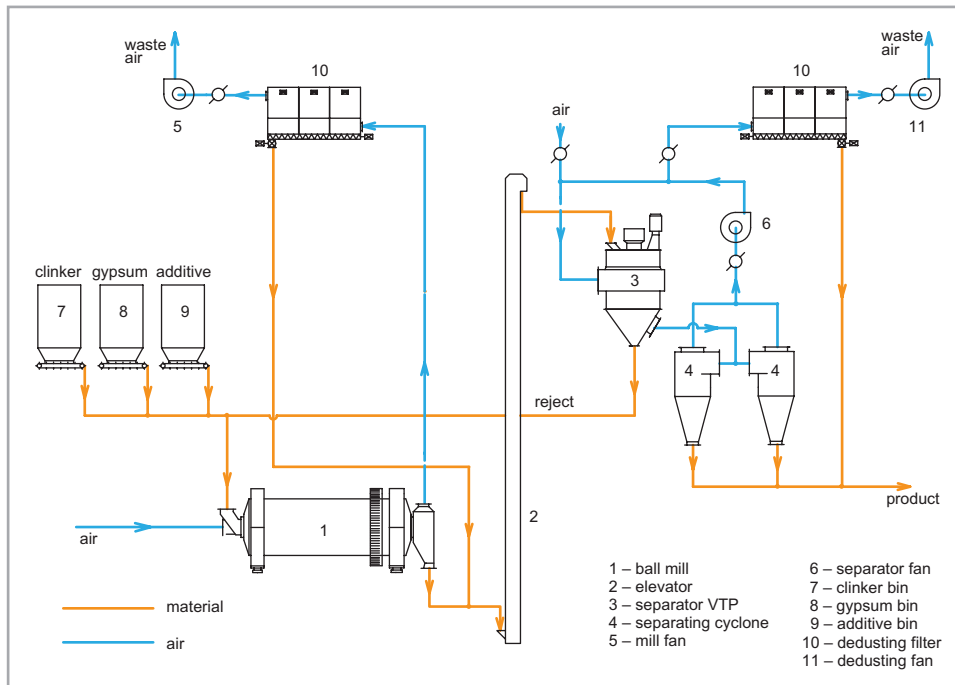 waste
air
10
5
waste
air
10
11
air
6
3
clinker gypsum additive
7 8 9
4 4
reject
product
1
2
air
material
air
1 – ball mill
2 – elevator
3 – separator VTP
4 – separating cyclone
5 – mill fan
6 – separator fan
7 – clinker bin
8 – gypsum bin
9 – additive bin
10 – dedusting filter
11 – dedusting fan